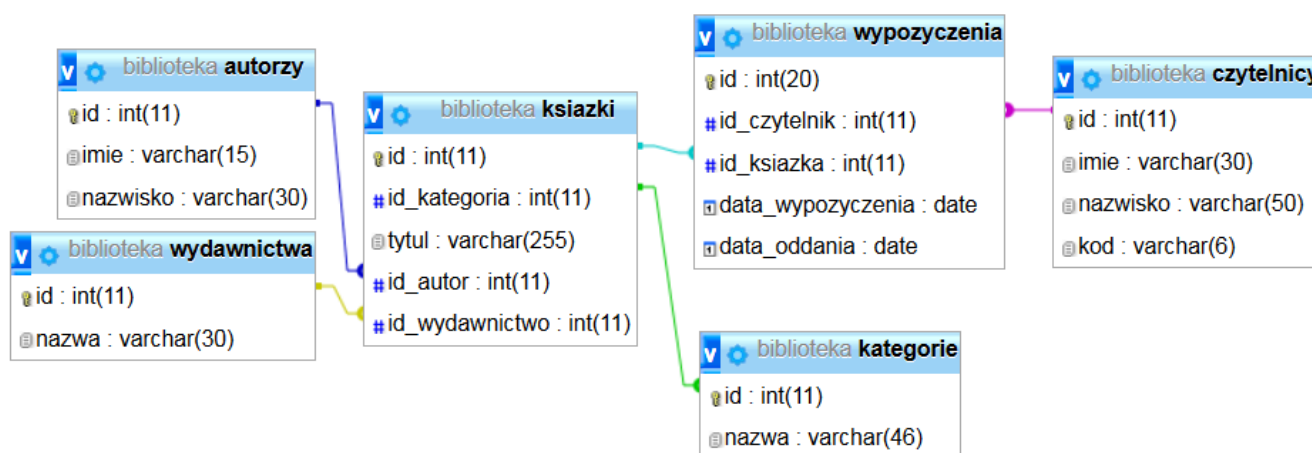 v biblioteka autorzy
id : int(11)
imie : varchar(15)
nazwisko : varchar(30)
v biblioteka wydawnictwa
id : int(11)
nazwa : varchar(30)
v biblioteka ksiazki
id : int(11)
# id_kategoria : int(11)
tytul : varchar(255)
# id_autor : int(11)
# id_wydawnictwo : int(11)
v biblioteka wypozyczenia
id : int(20)
# id_czytelnik : int(11)
# id_ksiazka : int(11)
data_wypozyczenia : date
data_oddania : date
v biblioteka kategorie
id : int(11)
nazwa : varchar(46)
v biblioteka czytelnicy
id : int(11)
imie : varchar(30)
nazwisko : varchar(50)
kod : varchar(6)